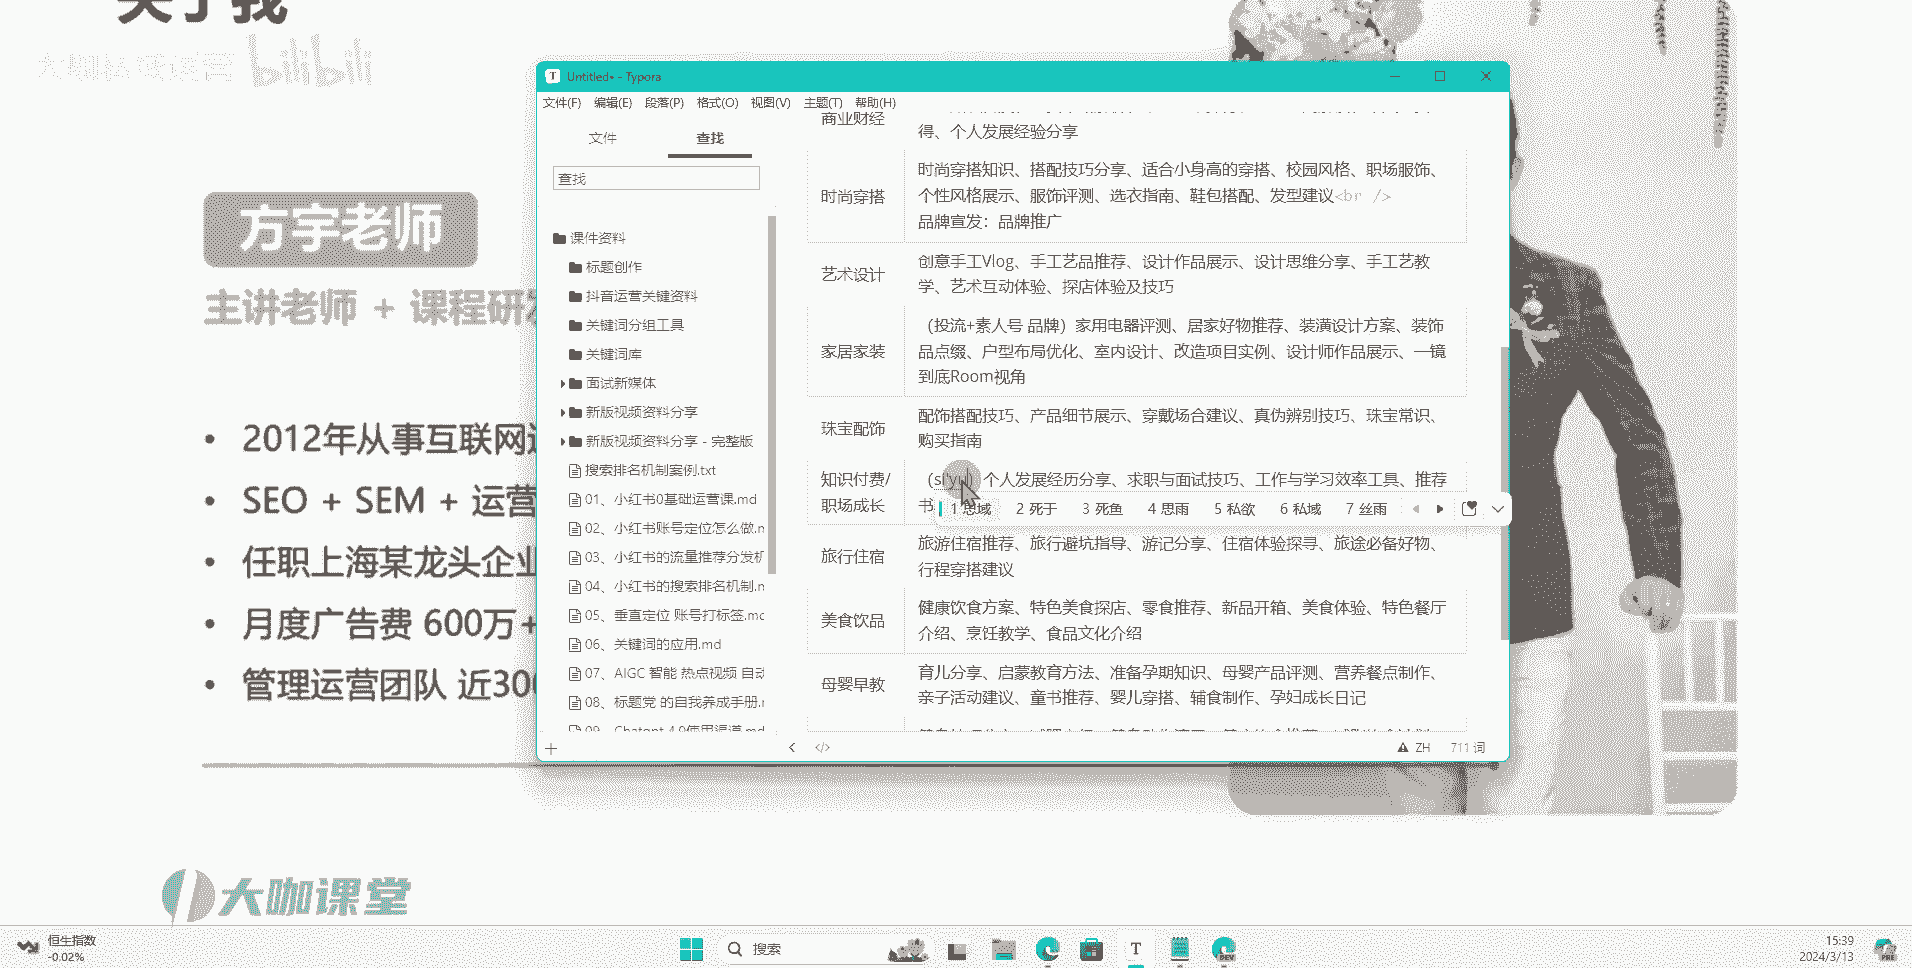 关于我
bilibili
方宇老师
主讲老师 + 课程研发
2012年从事互联网
SEO + SEM + 运营
任职上海某龙头企业
月度广告费 600万+
管理运营团队 近300
大咖课堂
Untitled• - Typora
文件(F) 编辑(E) 段落(P) 格式(O) 视图(V) 主题(T) 帮助(H)
文件 查找
查找
课件资料
标题创作
抖音运营关键资料
关键词分组工具
关键词库
面试新媒体
新版视频资料分享
新版视频资料分享 - 完整版
搜索排名机制案例.txt
01、小红书0基础运营课.md
02、小红书账号定位怎么做.m
03、小红书的流量推荐分发机
04、小红书的搜索排名机制.m
05、垂直定位 账号打标签.mc
06、关键词的应用.md
07、AIGC 智能 热点视频 自动
08、标题党 的自我养成手册.r
09、Chatgpt 4.0使用渠道.md
商业财经
得、个人发展经验分享
时尚穿搭
时尚穿搭知识、搭配技巧分享、适合小身高的穿搭、校园风格、职场服饰、
个性风格展示、服饰评测、选衣指南、鞋包搭配、发型建议<br />
品牌宣发：品牌推广
艺术设计
创意手工Vlog、手工艺品推荐、设计作品展示、设计思维分享、手工艺教
学、艺术互动体验、探店体验及技巧
家居家装
（投流+素人号 品牌）家用电器评测、居家好物推荐、装潢设计方案、装饰
品点缀、户型布局优化、室内设计、改造项目实例、设计师作品展示、一镜
到底Room视角
珠宝配饰
配饰搭配技巧、产品细节展示、穿戴场合建议、真伪辨别技巧、珠宝常识、
购买指南
知识付费/
职场成长
（si'yu）个人发展经历分享、求职与面试技巧、工作与学习效率工具、推荐
书
1 思域 2 死于 3 死鱼 4 思雨 5 私欲 6 私域 7 丝雨
旅行住宿
旅游住宿推荐、旅行避坑指导、游记分享、住宿体验探寻、旅途必备好物、
行程穿搭建议
美食饮品
健康饮食方案、特色美食探店、零食推荐、新品开箱、美食体验、特色餐厅
介绍、烹饪教学、食品文化介绍
母婴早教
育儿分享、启蒙教育方法、准备孕期知识、母婴产品评测、营养餐点制作、
亲子活动建议、童书推荐、婴儿穿搭、辅食制作、孕妇成长日记
ZH 711 词
恒生指数
-0.02%
搜索
T
DEV
15:39
2024/3/13
PRE